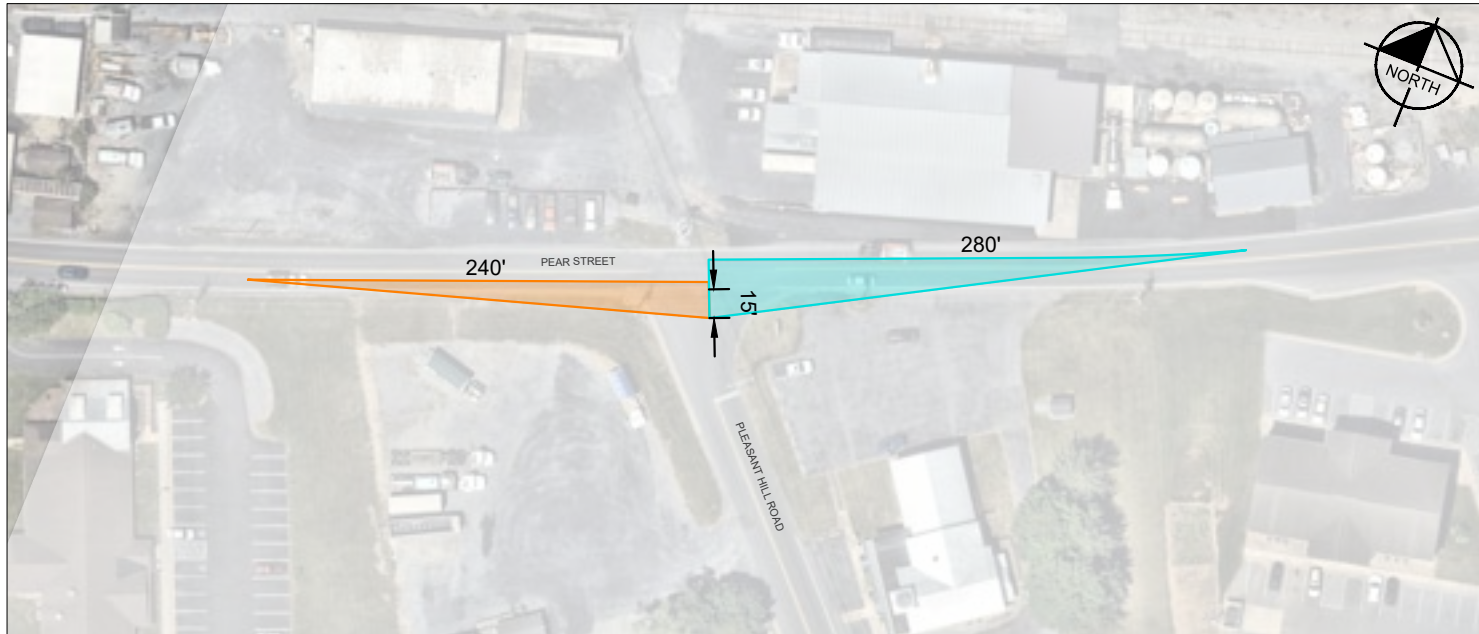 NORTH
280'
240'
PEAR STREET
15'
PLEASANT HILL ROAD